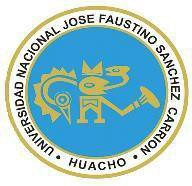 UNIVERSIDAD NACIONAL JOSE FAUSTINO SANCHEZ CARRION
• HUACHO •